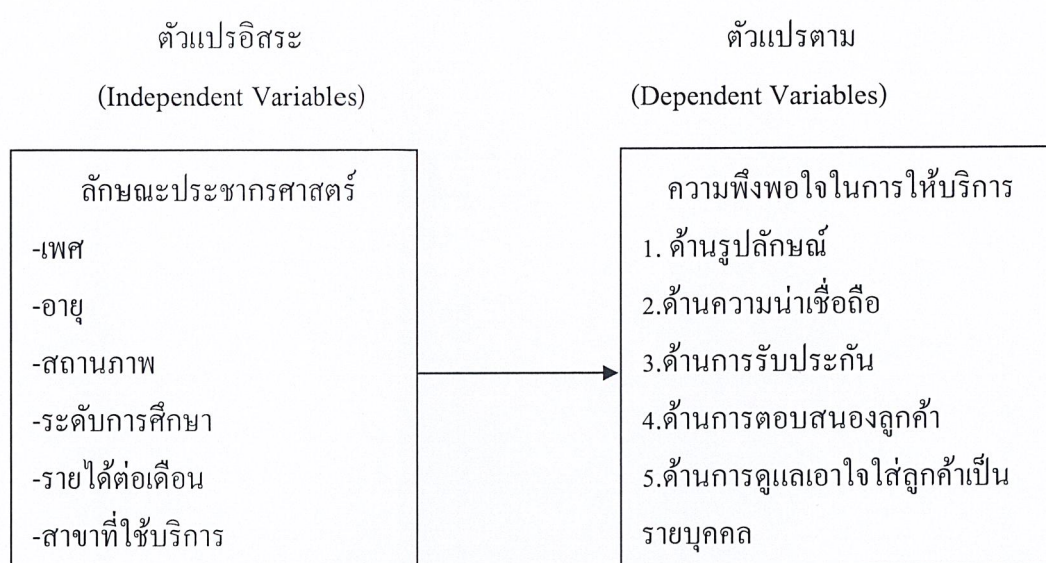 ตัวแปรอิสระ
(Independent Variables)
ลักษณะประชากรศาสตร์
-เพศ
-อายุ
-สถานภาพ
-ระดับการศึกษา
-รายได้ต่อเดือน
-สาขาที่ใช้บริการ
ตัวแปรตาม
(Dependent Variables)
ความพึงพอใจในการให้บริการ
1. ด้านรูปลักษณ์
2.ด้านความน่าเชื่อถือ
3.ด้านการรับประกัน
4.ด้านการตอบสนองลูกค้า
5.ด้านการดูแลเอาใจใส่ลูกค้าเป็น
รายบุคคล